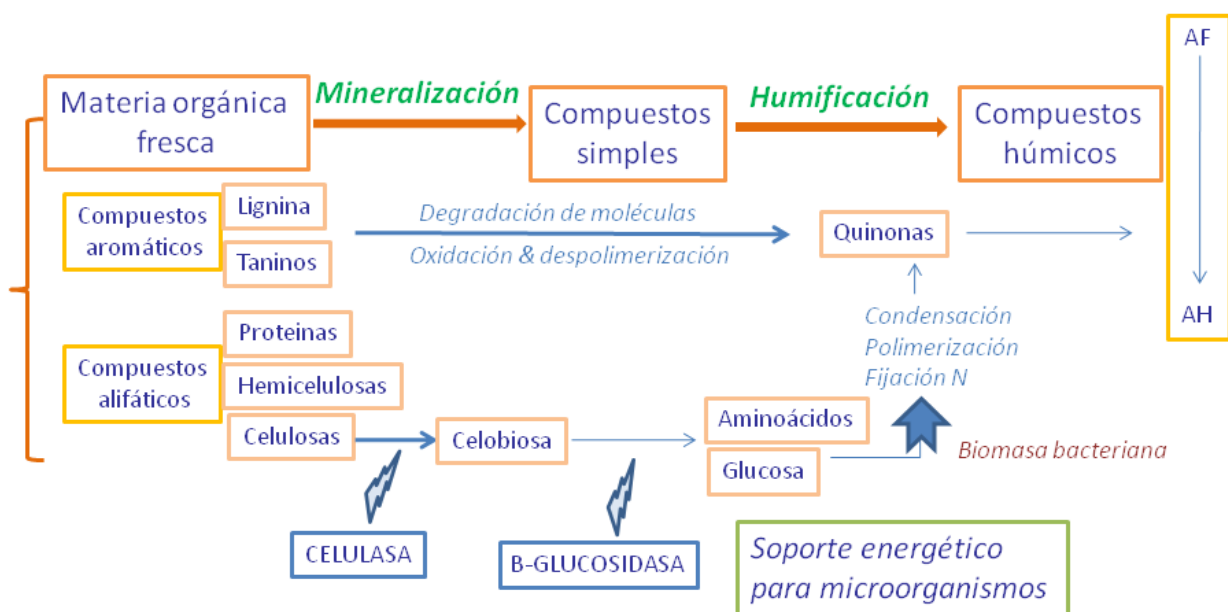 AF
Materia orgánica
fresca
Mineralización
Compuestos
simples
Humificación
Compuestos
húmicos
Compuestos
aromáticos
Lignina
Taninos
Degradación de moléculas
Oxidación & despolimerización
Quinonas
AH
Compuestos
alifáticos
Proteinas
Hemicelulosas
Celulosas
Celobiosa
Aminoácidos
Glucosa
Condensación
Polimerización
Fijación N
Biomasa bacteriana
CELULASA
B-GLUCOSIDASA
Soporte energético
para microorganismos